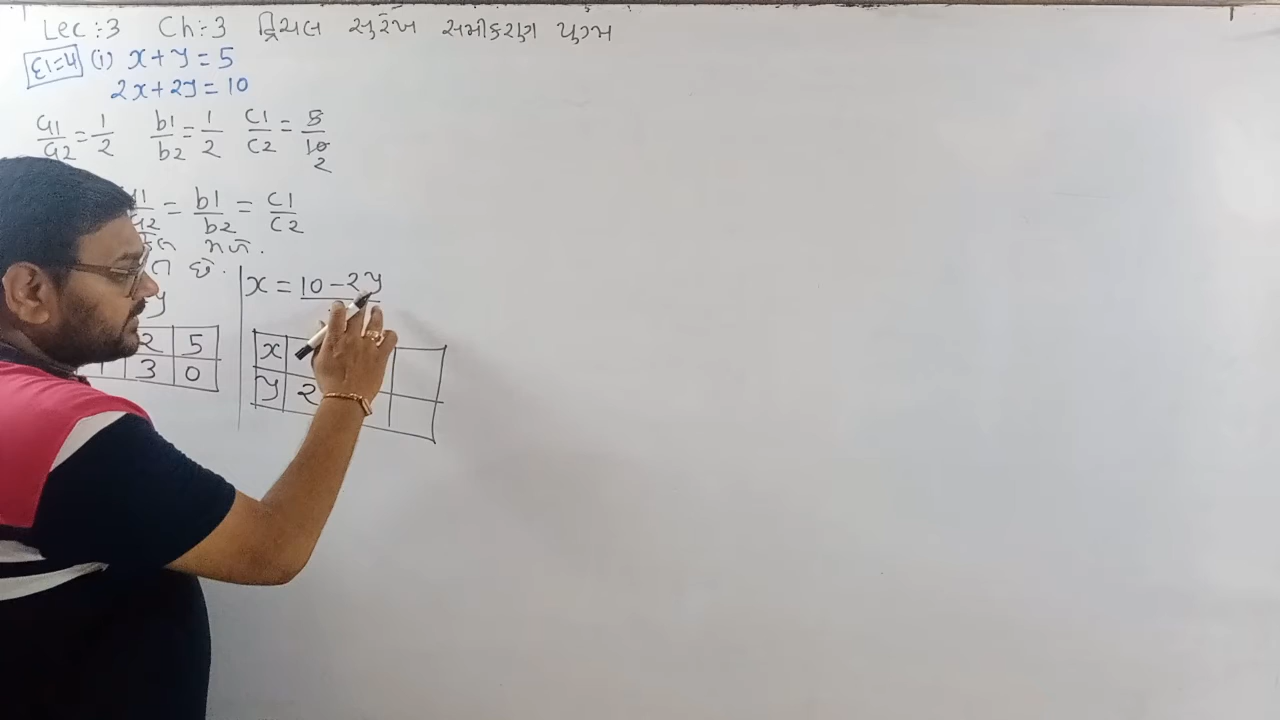 Lec:3 Ch:3 દ્વિચલ સુરેખ સમીકરણ યુગ્મ
દા=4 (i) x+y=5
2x+2y=10
a1/a2=1/2 b1/b2=1/2 c1/c2=5/10
2
= b1/b2 = c1/c2
છે.
x = 10-2y
y
2 5
3 0
x
y 2